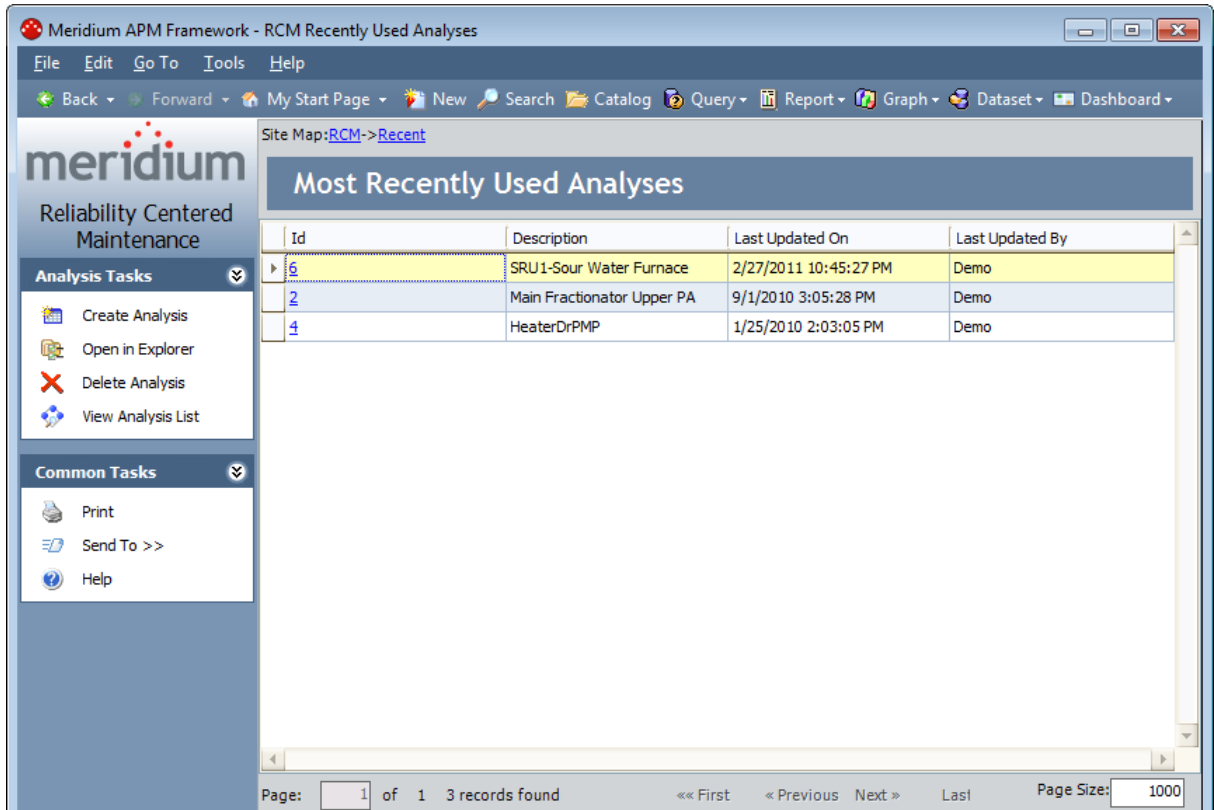 Meridium APM Framework - RCM Recently Used Analyses
File Edit Go To Tools Help
Back Forward My Start Page New Search Catalog Query Report Graph Dataset Dashboard
meridium
Reliability Centered
Maintenance
Analysis Tasks
Create Analysis
Open in Explorer
Delete Analysis
View Analysis List
Common Tasks
Print
Send To >>
Help
Site Map:RCM->Recent
Most Recently Used Analyses
Id Description Last Updated On Last Updated By
6 SRU1-Sour Water Furnace 2/27/2011 10:45:27 PM Demo
2 Main Fractionator Upper PA 9/1/2010 3:05:28 PM Demo
4 HeaterDrPMP 1/25/2010 2:03:05 PM Demo
Page: 1 of 1 3 records found «« First « Previous Next » Last Page Size: 1000